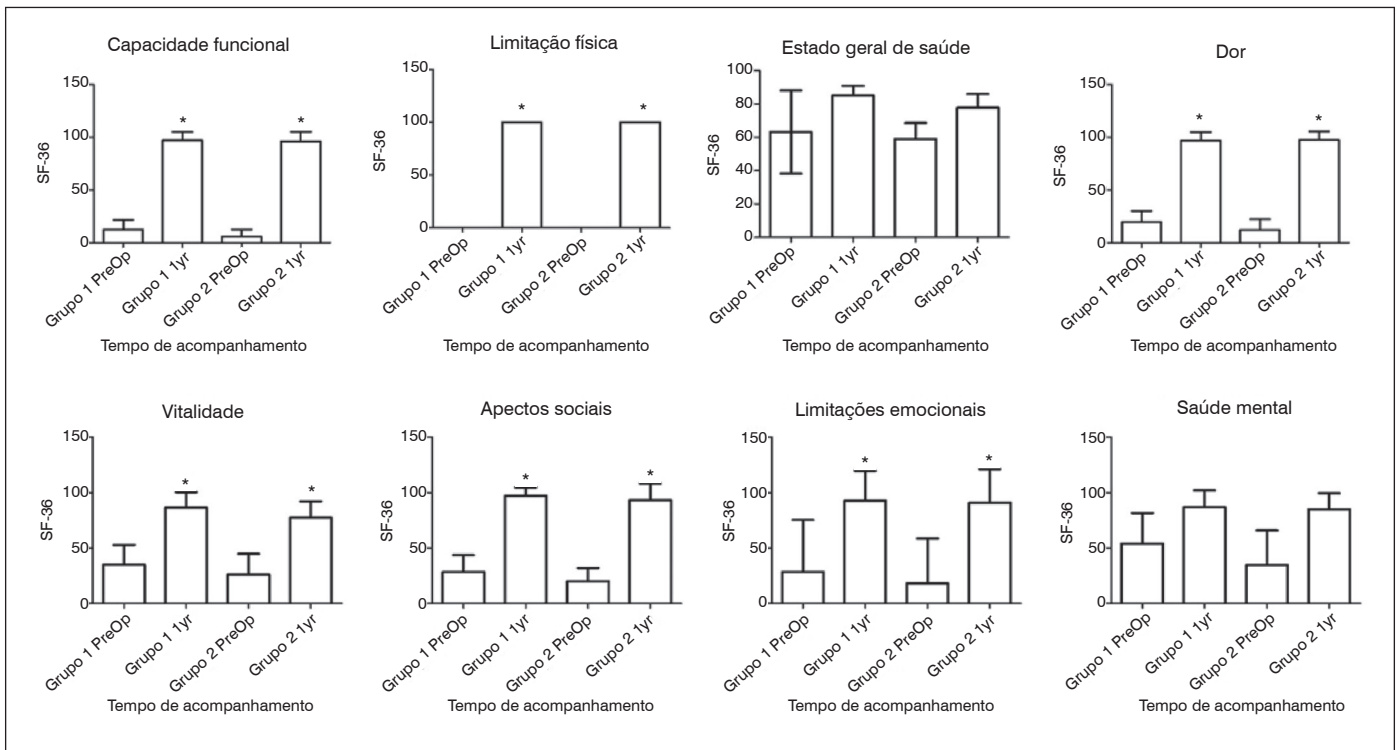 Capacidade funcional
150
100
50
0
SF-36
*
*
Grupo 1 PreOp
Grupo 1 1yr
Grupo 2 PreOp
Grupo 2 1yr
Tempo de acompanhamento
Limitação física
150
100
50
0
SF-36
*
*
Grupo 1 PreOp
Grupo 1 1yr
Grupo 2 PreOp
Grupo 2 1yr
Tempo de acompanhamento
Estado geral de saúde
100
80
60
40
20
0
SF-36
Grupo 1 PreOp
Grupo 1 1yr
Grupo 2 PreOp
Grupo 2 1yr
Tempo de acompanhamento
Dor
150
100
50
0
SF-36
*
*
Grupo 1 PreOp
Grupo 1 1yr
Grupo 2 PreOp
Grupo 2 1yr
Tempo de acompanhamento
Vitalidade
150
100
50
0
SF-36
*
*
Grupo 1 PreOp
Grupo 1 1yr
Grupo 2 PreOp
Grupo 2 1yr
Tempo de acompanhamento
Apectos sociais
150
100
50
0
SF-36
*
*
Grupo 1 PreOp
Grupo 1 1yr
Grupo 2 PreOp
Grupo 2 1yr
Tempo de acompanhamento
Limitações emocionais
150
100
50
0
SF-36
*
*
Grupo 1 PreOp
Grupo 1 1yr
Grupo 2 PreOp
Grupo 2 1yr
Tempo de acompanhamento
Saúde mental
150
100
50
0
SF-36
Grupo 1 PreOp
Grupo 1 1yr
Grupo 2 PreOp
Grupo 2 1yr
Tempo de acompanhamento